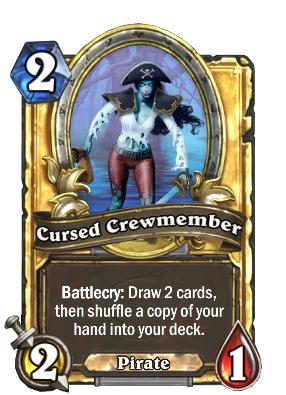 2
Cursed Crewmember
Battlecry: Draw 2 cards,
then shuffle a copy of your
hand into your deck.
2
Pirate
1